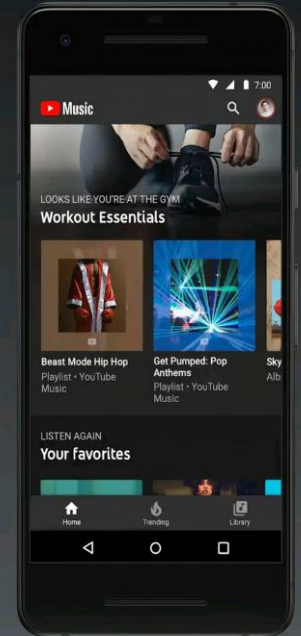 7:00
Music
LOOKS LIKE YOU'RE AT THE GYM
Workout Essentials
Beast Mode Hip Hop
Playlist • YouTube
Music
Get Pumped: Pop
Anthems
Playlist • YouTube
Music
Sky
Alb
LISTEN AGAIN
Your favorites
Home
Trending
Library